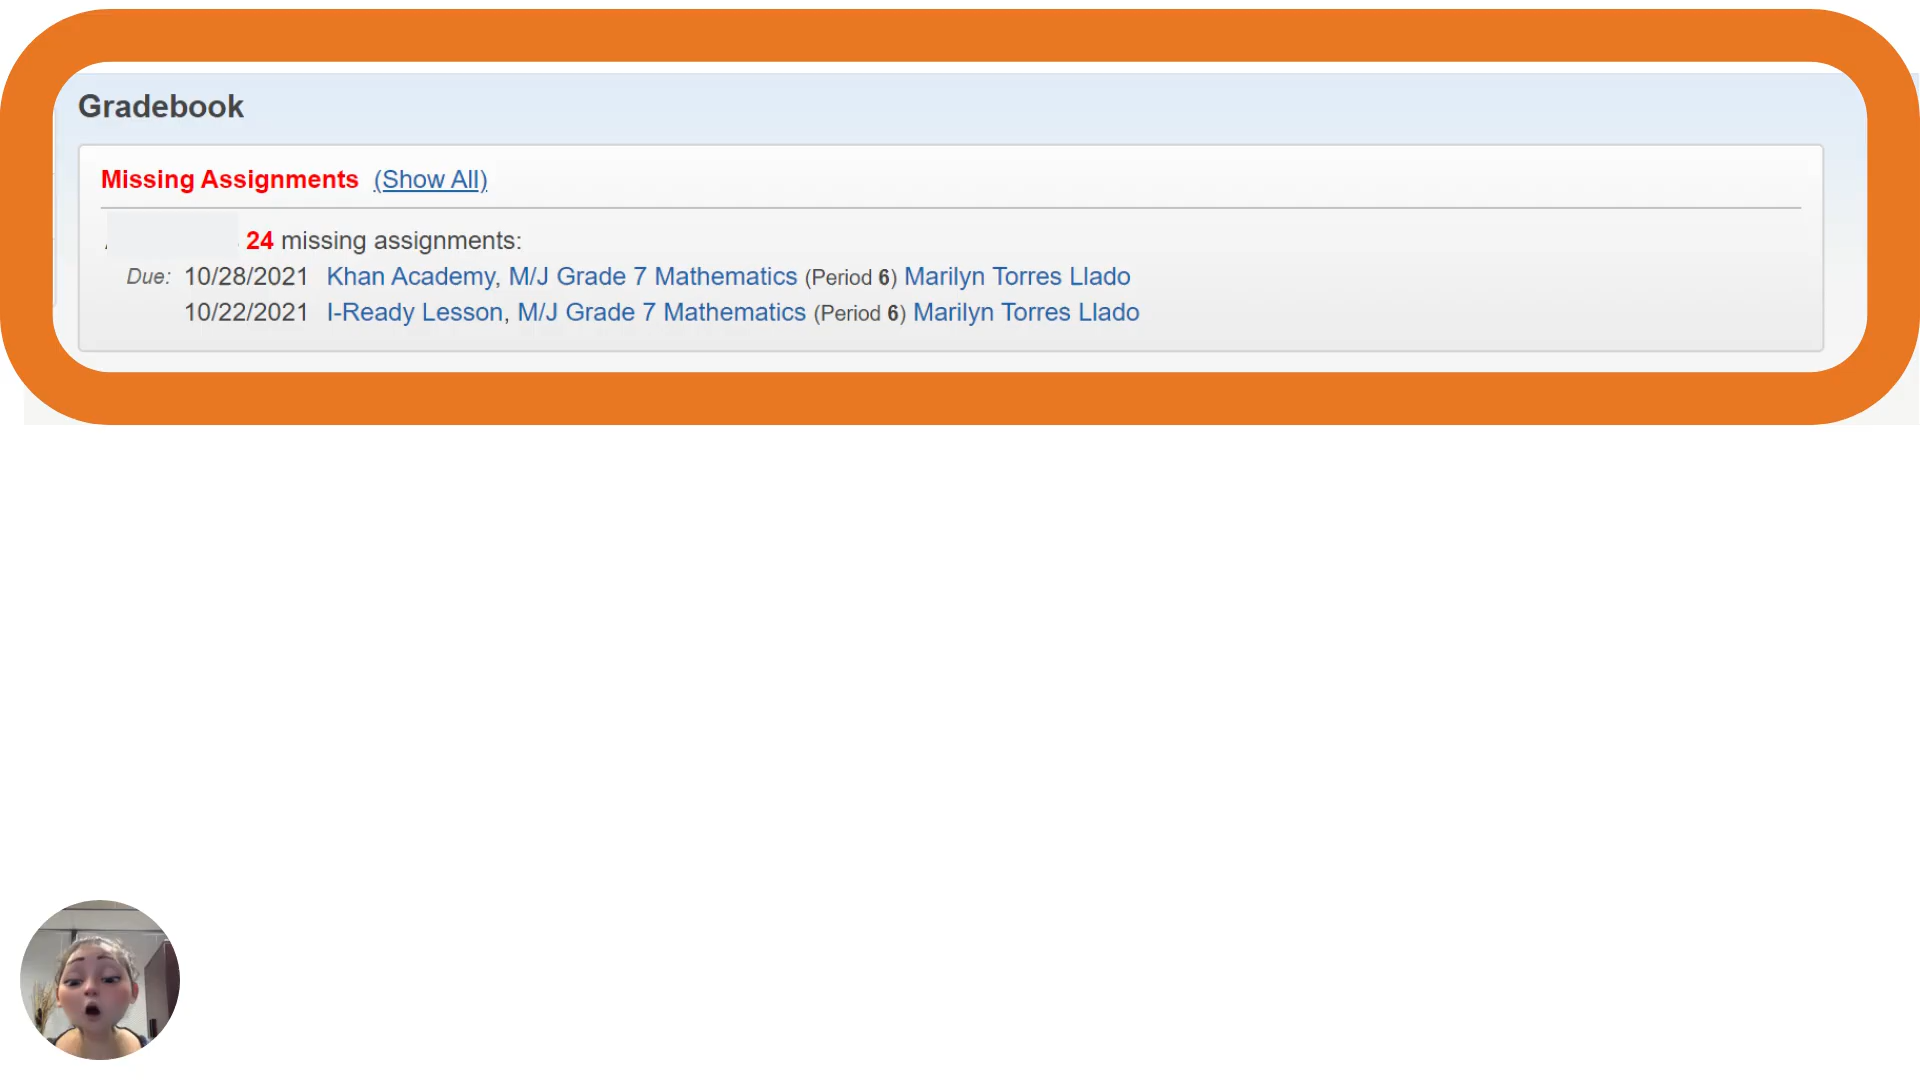 Gradebook
Missing Assignments (Show All)
24 missing assignments:
Due: 10/28/2021 Khan Academy, M/J Grade 7 Mathematics (Period 6) Marilyn Torres Llado
10/22/2021 I-Ready Lesson, M/J Grade 7 Mathematics (Period 6) Marilyn Torres Llado